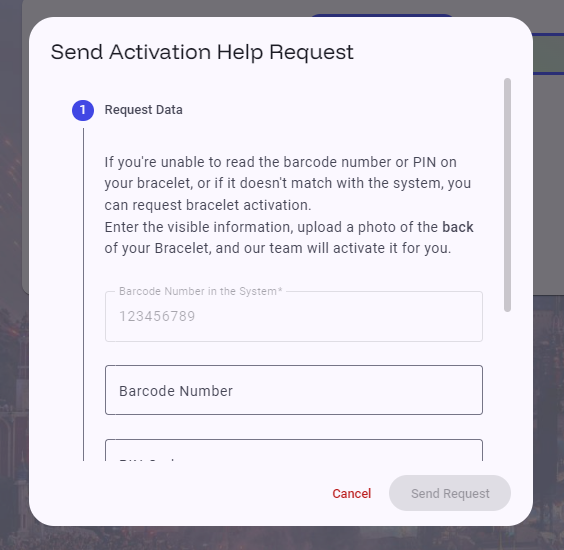 Send Activation Help Request
1 Request Data
If you're unable to read the barcode number or PIN on
your bracelet, or if it doesn't match with the system, you
can request bracelet activation.
Enter the visible information, upload a photo of the back
of your Bracelet, and our team will activate it for you.
Barcode Number in the System*
123456789
Barcode Number
Cancel Send Request